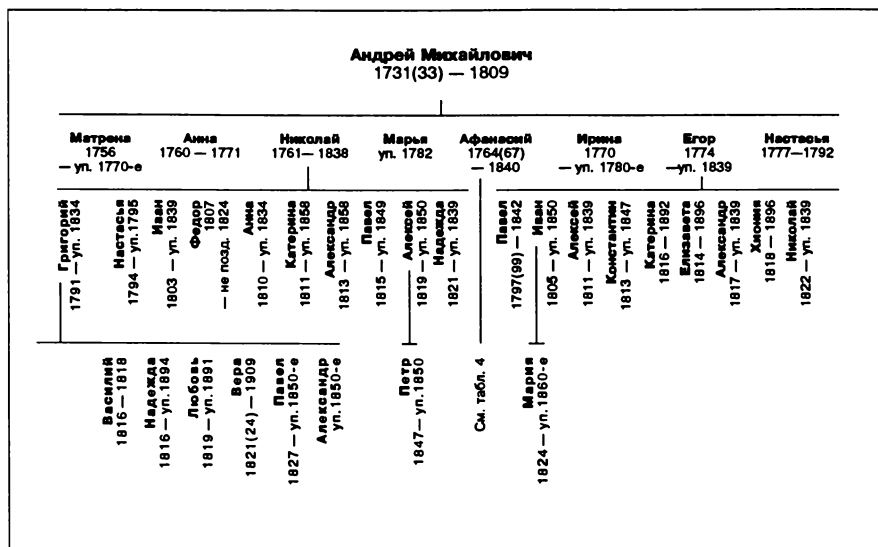 Андрей Михайлович
1731(33) — 1809
Матрена
1756
— уп. 1770-е
Анна
1760 — 1771
Николай
1761— 1838
Марья
уп. 1782
Афанасий
1764(67)
— 1840
Ирина
1770
— уп. 1780-е
Егор
1774
—уп. 1839
Настасья
1777—1792
Григорий
1791 — уп. 1834
Настасья
1794 — уп.1795
Иван
1803 — уп. 1839
Федор
1807
— не позд. 1824
Анна
1810 — уп. 1834
Катерина
1811 — уп. 1858
Александр
1813 — уп. 1858
Павел
1815 — уп. 1849
Алексей
1819 — уп. 1850
Надежда
1821 — уп. 1839
Павел
1797(99) — 1842
Иван
1805 — уп. 1850
Алексей
1811 — уп. 1839
Константин
1813 — уп. 1847
Катерина
1816 — 1892
Елизавета
1814 — 1896
Александр
1817 — уп. 1839
Хиония
1818 — 1896
Николай
1822 — уп. 1839
Василий
1816 — 1818
Надежда
1816 — уп.1894
Любовь
1819 — уп. 1891
Вера
1821(24) — 1909
Павел
1827 — уп. 1850-е
Александр
уп. 1850-е
Петр
1847— уп. 1850
См. табл. 4
Мария
1824 — уп. 1860-е